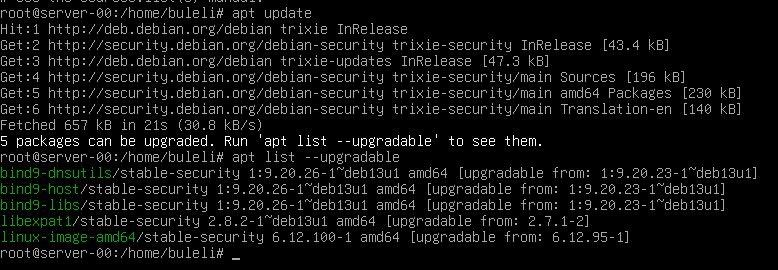 root@server-00:/home/buleli# apt update
Hit:1 http://deb.debian.org/debian trixie InRelease
Get:2 http://security.debian.org/debian-security trixie-security InRelease [43.4 kB]
Get:3 http://deb.debian.org/debian trixie-updates InRelease [47.3 kB]
Get:4 http://security.debian.org/debian-security trixie-security/main Sources [196 kB]
Get:5 http://security.debian.org/debian-security trixie-security/main amd64 Packages [230 kB]
Get:6 http://security.debian.org/debian-security trixie-security/main Translation-en [140 kB]
Fetched 657 kB in 21s (30.8 kB/s)
5 packages can be upgraded. Run 'apt list --upgradable' to see them.
root@server-00:/home/buleli# apt list --upgradable
bind9-dnsutils/stable-security 1:9.20.26-1~deb13u1 amd64 [upgradable from: 1:9.20.23-1~deb13u1]
bind9-host/stable-security 1:9.20.26-1~deb13u1 amd64 [upgradable from: 1:9.20.23-1~deb13u1]
bind9-libs/stable-security 1:9.20.26-1~deb13u1 amd64 [upgradable from: 1:9.20.23-1~deb13u1]
libexpat1/stable-security 2.8.2-1~deb13u1 amd64 [upgradable from: 2.7.1-2]
linux-image-amd64/stable-security 6.12.100-1 amd64 [upgradable from: 6.12.95-1]
root@server-00:/home/buleli# _